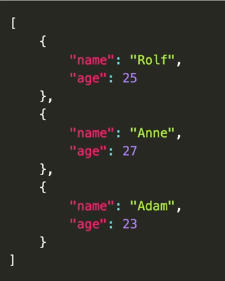 [
    {
        "name": "Rolf",
        "age": 25
    },
    {
        "name": "Anne",
        "age": 27
    },
    {
        "name": "Adam",
        "age": 23
    }
]